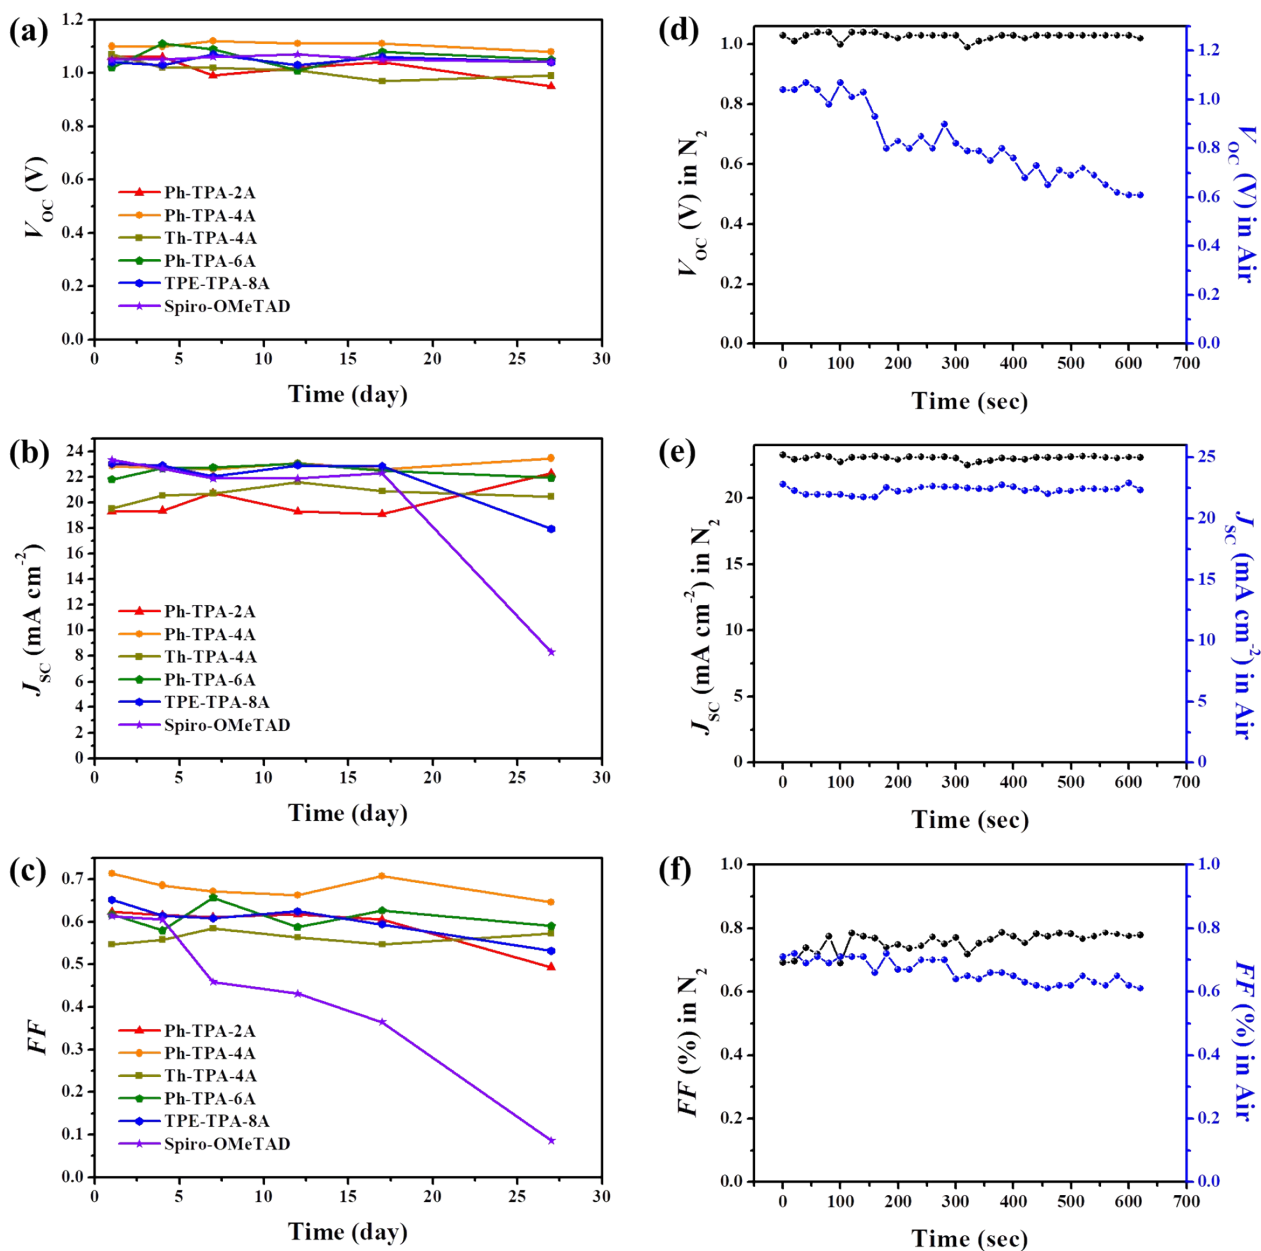 (a)
1.2
1.0
0.8
0.6
0.4
0.2
0.0
V_OC (V)
Ph-TPA-2A
Ph-TPA-4A
Th-TPA-4A
Ph-TPA-6A
TPE-TPA-8A
Spiro-OMeTAD
0 5 10 15 20 25 30
Time (day)
(d)
1.0
0.8
0.6
0.4
0.2
0.0
V_OC (V) in N_2
1.2
1.0
0.8
0.6
0.4
0.2
0.0
V_OC (V) in Air
0 100 200 300 400 500 600 700
Time (sec)
(b)
24
22
20
18
16
14
12
10
8
6
4
2
0
J_SC (mA cm^-2)
Ph-TPA-2A
Ph-TPA-4A
Th-TPA-4A
Ph-TPA-6A
TPE-TPA-8A
Spiro-OMeTAD
0 5 10 15 20 25 30
Time (day)
(e)
20
15
10
5
0
J_SC (mA cm^-2) in N_2
25
20
15
10
5
0
J_SC (mA cm^-2) in Air
0 100 200 300 400 500 600 700
Time (sec)
(c)
0.7
0.6
0.5
0.4
0.3
0.2
0.1
0.0
FF
Ph-TPA-2A
Ph-TPA-4A
Th-TPA-4A
Ph-TPA-6A
TPE-TPA-8A
Spiro-OMeTAD
0 5 10 15 20 25 30
Time (day)
(f)
1.0
0.8
0.6
0.4
0.2
0.0
FF (%) in N_2
1.0
0.8
0.6
0.4
0.2
0.0
FF (%) in Air
0 100 200 300 400 500 600 700
Time (sec)